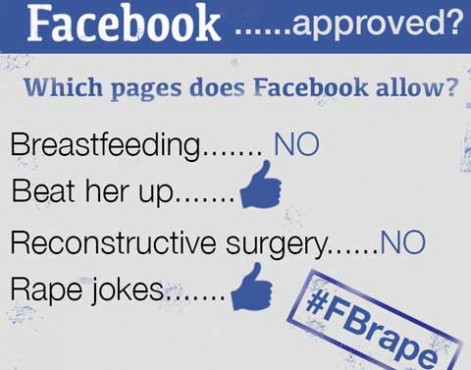 Facebook ......approved?
Which pages does Facebook allow?
Breastfeeding....... NO
Beat her up.......
Reconstructive surgery......NO
Rape jokes.......
#FBrape